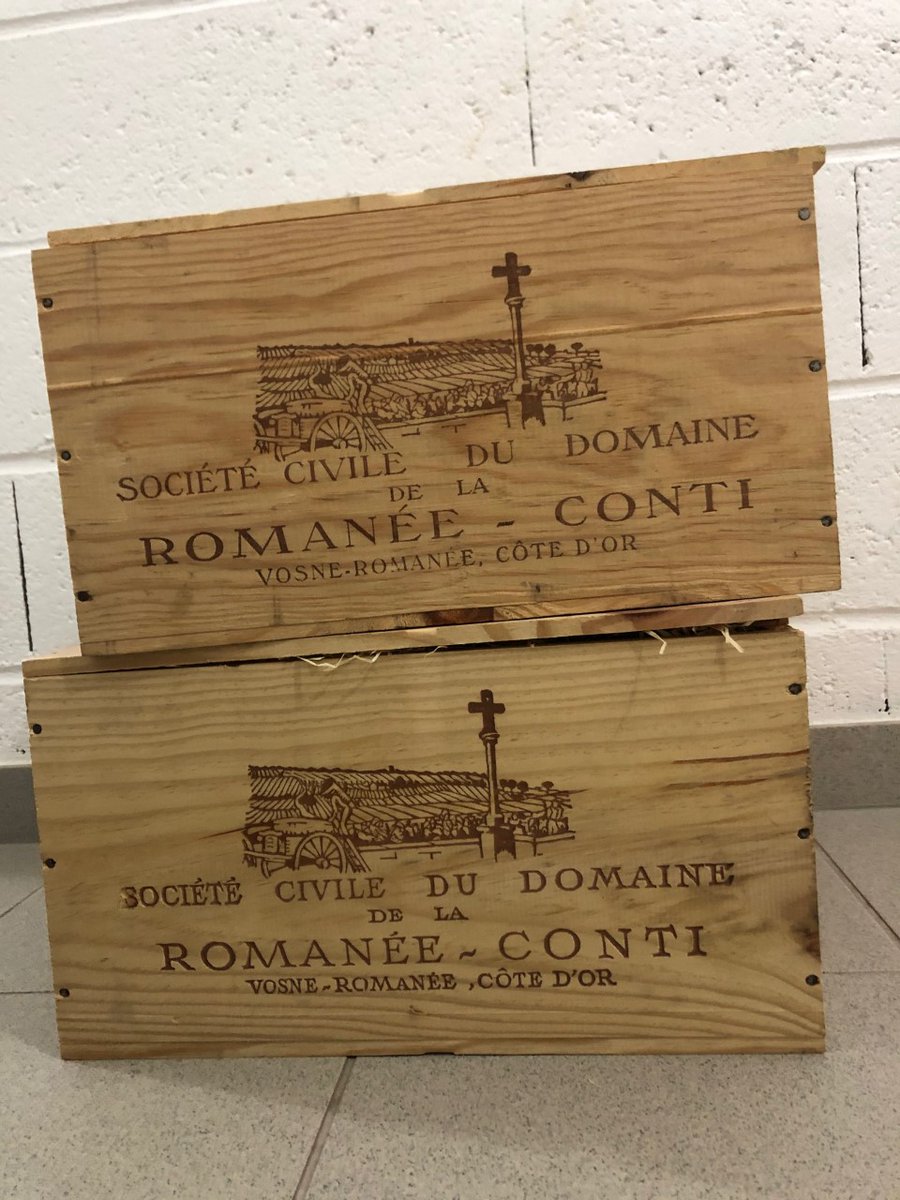 SOCIÉTÉ CIVILE DU DOMAINE
DE LA
ROMANÉE - CONTI
VOSNE-ROMANÉE, CÔTE D'OR
SOCIÉTÉ CIVILE DU DOMAINE
DE LA
ROMANÉE - CONTI
VOSNE-ROMANÉE, CÔTE D'OR